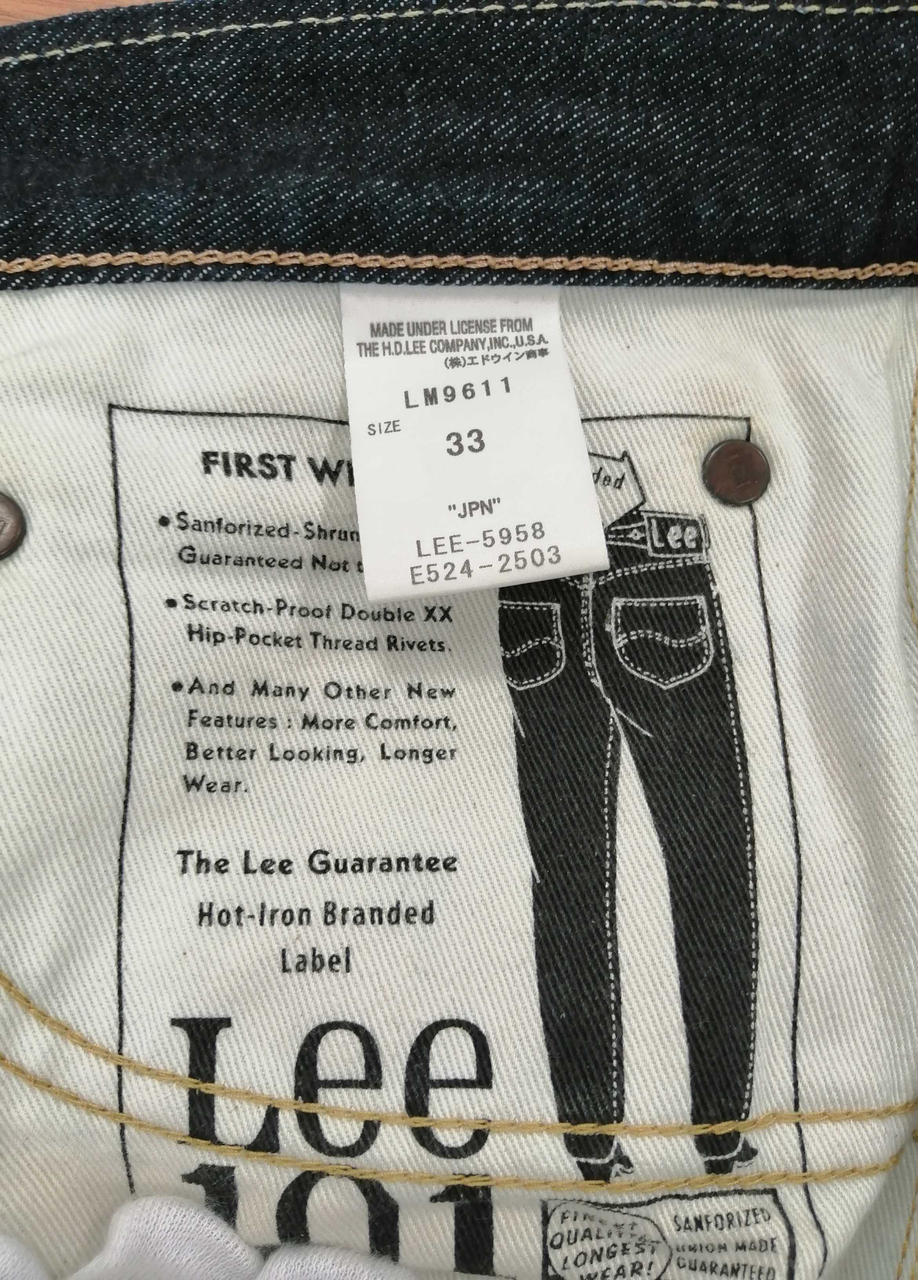 MADE UNDER LICENSE FROM
THE H.D.LEE COMPANY,INC.,U.S.A.
(株)エドウイン商事
LM9611
SIZE
33
"JPN"
LEE-5958
E524-2503
FIRST
Sanforized-Shrun
Guaranteed Not
Scratch-Proof Double XX
Hip-Pocket Thread Rivets.
And Many Other New
Features : More Comfort,
Better Looking, Longer
Wear.
The Lee Guarantee
Hot-Iron Branded
Label
Lee
101
Lee
FINEST
QUALITY
LONGEST
WEAR!
SANFORIZED
UNION MADE
GUARANTEED